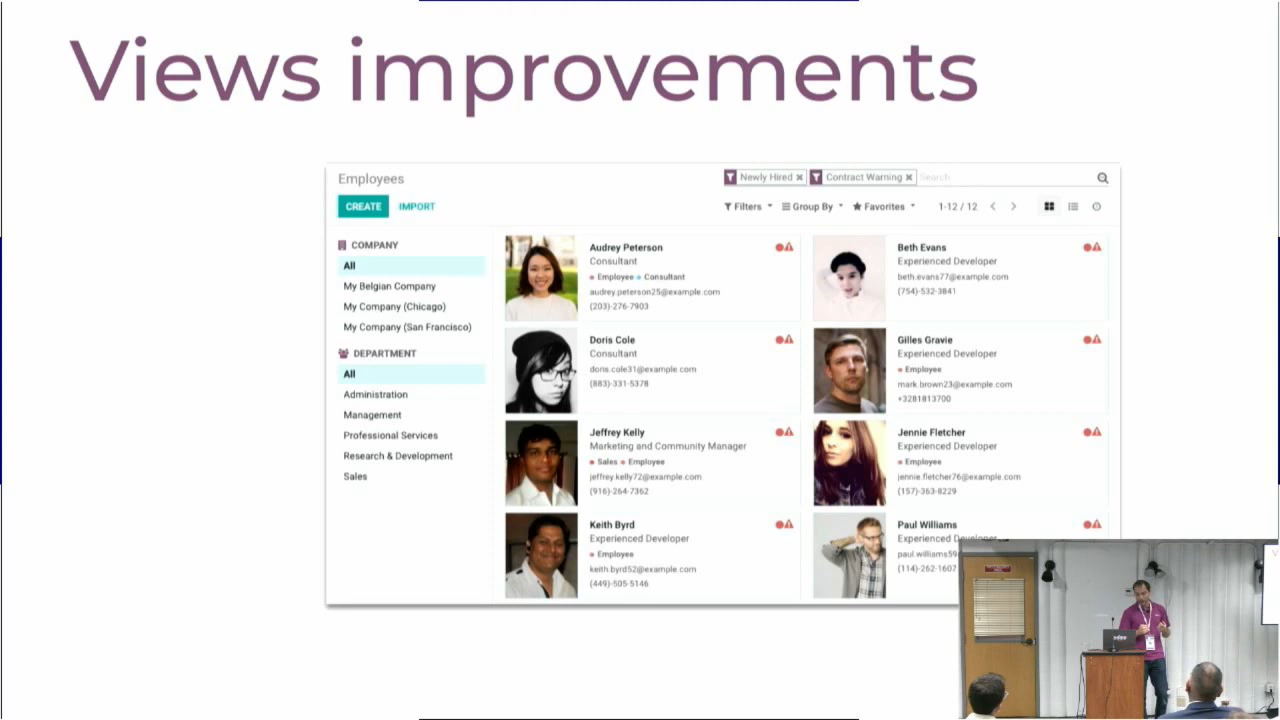 Views improvements
Employees
Newly Hired ✖
Contract Warning ✖
Search
CREATE
IMPORT
Filters
Group By
Favorites
1-12 / 12
COMPANY
All
My Belgian Company
My Company (Chicago)
My Company (San Francisco)
DEPARTMENT
All
Administration
Management
Professional Services
Research & Development
Sales
Audrey Peterson
Consultant
Employee Consultant
audrey.peterson25@example.com
(203)-276-7903
Beth Evans
Experienced Developer
beth.evans77@example.com
(754)-532-3841
Doris Cole
Consultant
doris.cole31@example.com
(883)-331-5378
Gilles Gravie
Experienced Developer
Employee
mark.brown23@example.com
+3281813700
Jeffrey Kelly
Marketing and Community Manager
Sales Employee
jeffrey.kelly72@example.com
(916)-264-7362
Jennie Fletcher
Experienced Developer
Employee
jennie.fletcher76@example.com
(157)-363-8229
Keith Byrd
Experienced Developer
Employee
keith.byrd52@example.com
(449)-505-5146
Paul Williams
Experienced Developer
paul.williams59
(114)-262-1607
odoo